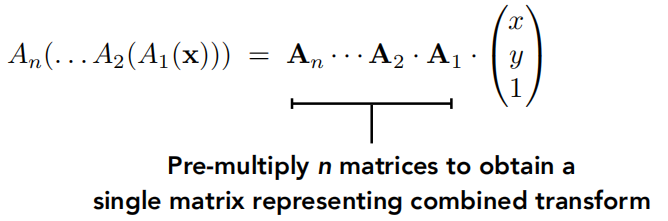 Aₙ(…A₂(A₁(𝐱))) = 𝐀ₙ ⋯ 𝐀₂ · 𝐀₁ · (x y 1)
Pre-multiply n matrices to obtain a
single matrix representing combined transform